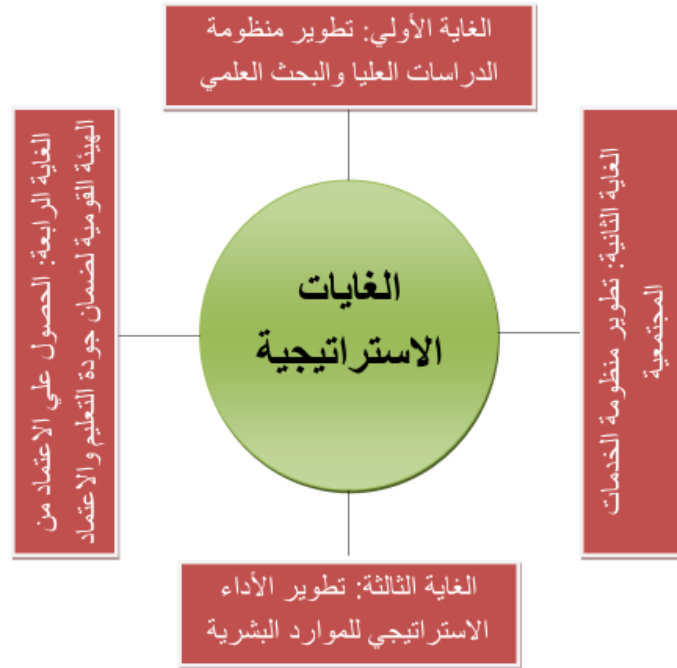 الغاية الأولي: تطوير منظومة
الدراسات العليا والبحث العلمي
الغاية الثانية: تطوير منظومة الخدمات
المجتمعية
الغايات
الاستراتيجية
الغاية الرابعة: الحصول علي الاعتماد من
الهيئة القومية لضمان جودة التعليم والاعتماد
الغاية الثالثة: تطوير الأداء
الاستراتيجي للموارد البشرية